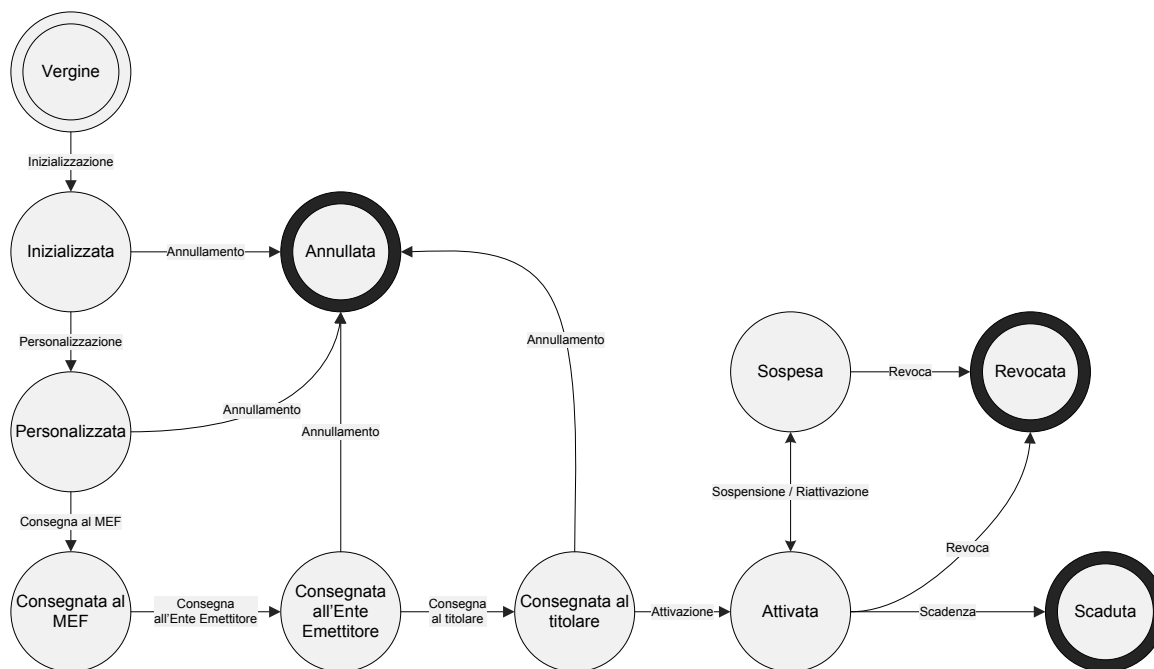 Vergine
Inizializzazione
Inizializzata
Annullamento
Annullata
Personalizzazione
Annullamento
Sospesa
Revoca
Revocata
Personalizzata
Annullamento
Annullamento
Sospensione / Riattivazione
Consegna al MEF
Revoca
Consegnata al
MEF
Consegna
all'Ente Emettitore
Consegnata
all'Ente
Emettitore
Consegna
al titolare
Consegnata al
titolare
Attivazione
Attivata
Scadenza
Scaduta